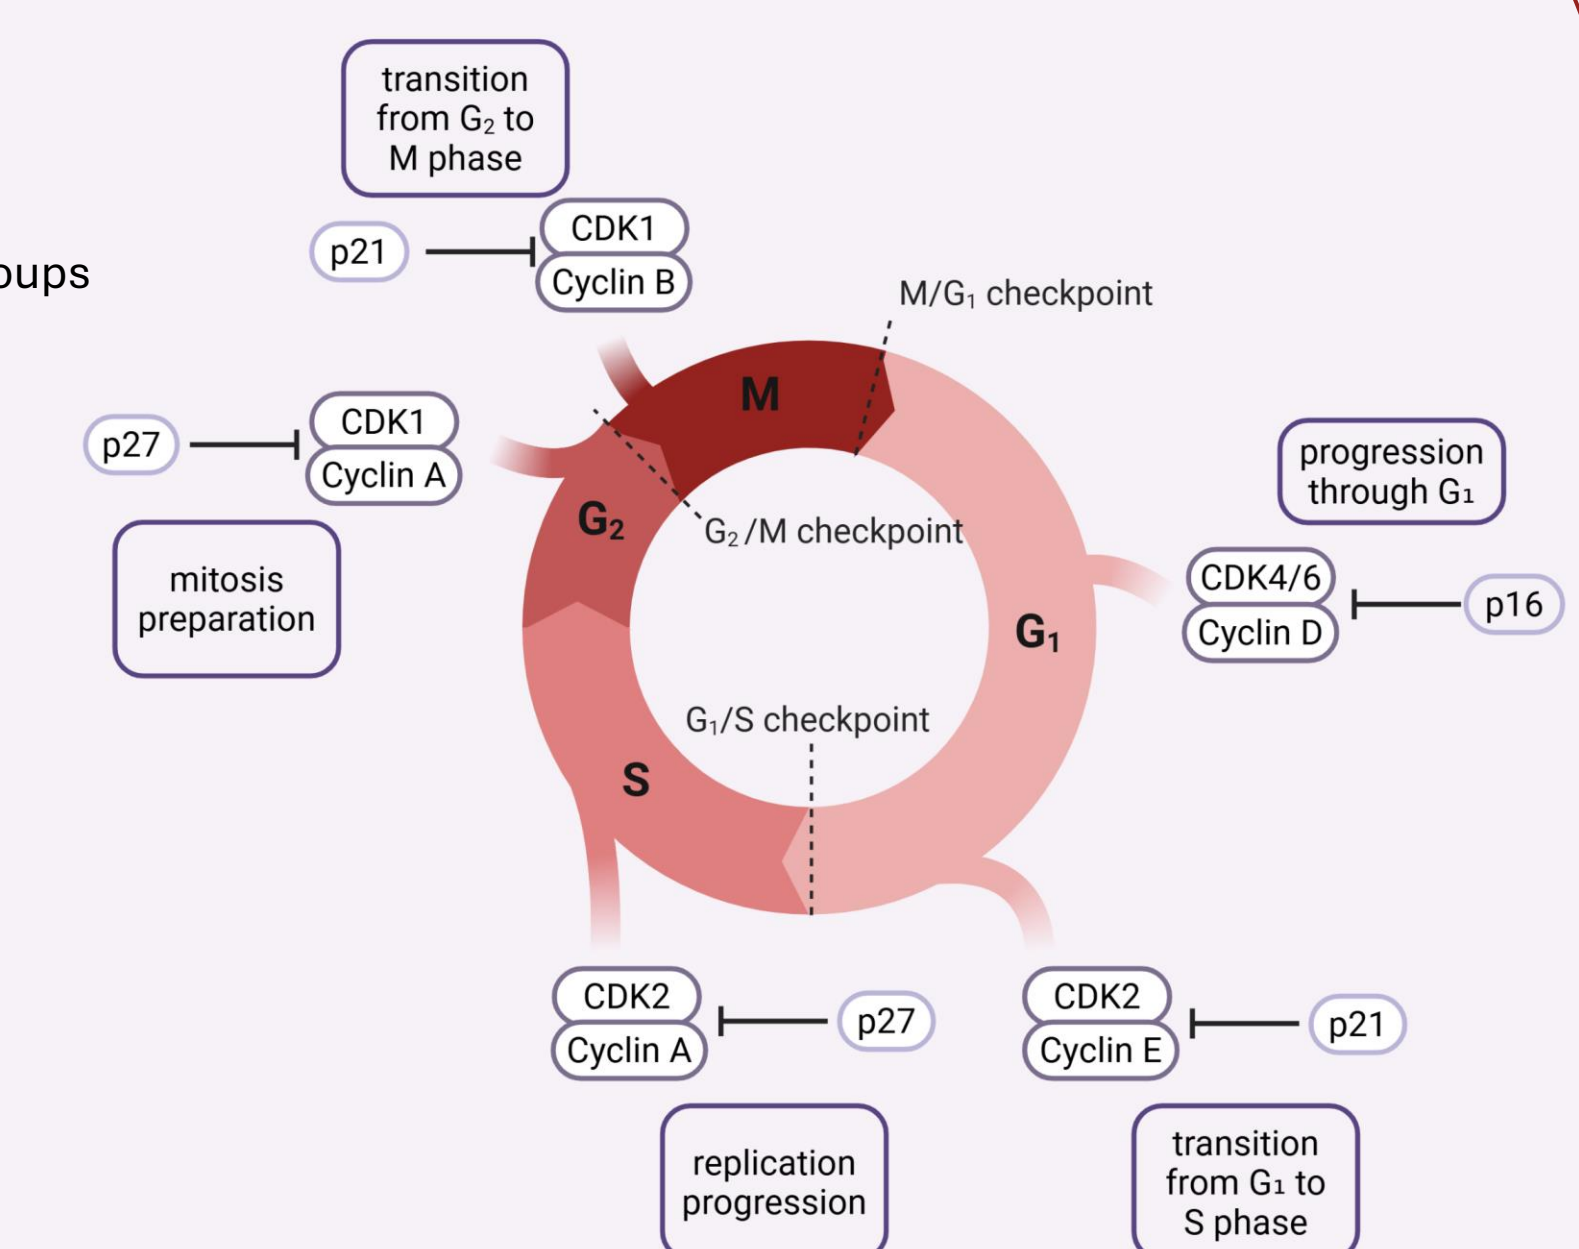 transition
from G₂ to
M phase
p21
CDK1
Cyclin B
M/G₁ checkpoint
M
p27
CDK1
Cyclin A
G₂
G₂/M checkpoint
mitosis
preparation
progression
through G₁
CDK4/6
Cyclin D
p16
G₁
G₁/S checkpoint
S
CDK2
Cyclin A
p27
CDK2
Cyclin E
p21
replication
progression
transition
from G₁ to
S phase